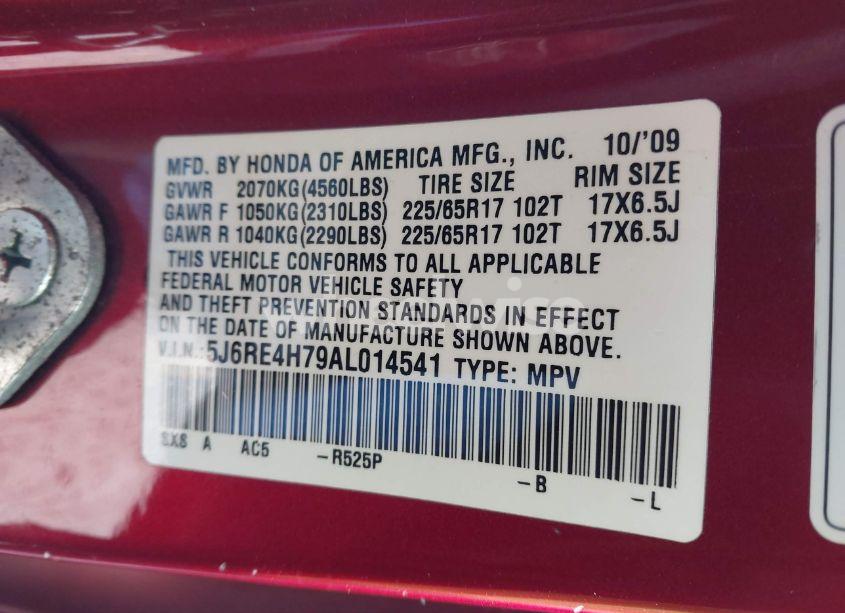 MFD. BY HONDA OF AMERICA MFG., INC. 10/'09
GVWR 2070KG(4560LBS) TIRE SIZE RIM SIZE
GAWR F 1050KG(2310LBS) 225/65R17 102T 17X6.5J
GAWR R 1040KG(2290LBS) 225/65R17 102T 17X6.5J
THIS VEHICLE CONFORMS TO ALL APPLICABLE
FEDERAL MOTOR VEHICLE SAFETY
AND THEFT PREVENTION STANDARDS IN EFFECT
ON THE DATE OF MANUFACTURE SHOWN ABOVE.
V.I.N.: 5J6RE4H79AL014541 TYPE: MPV
SXS A AC5 -R525P -B -L